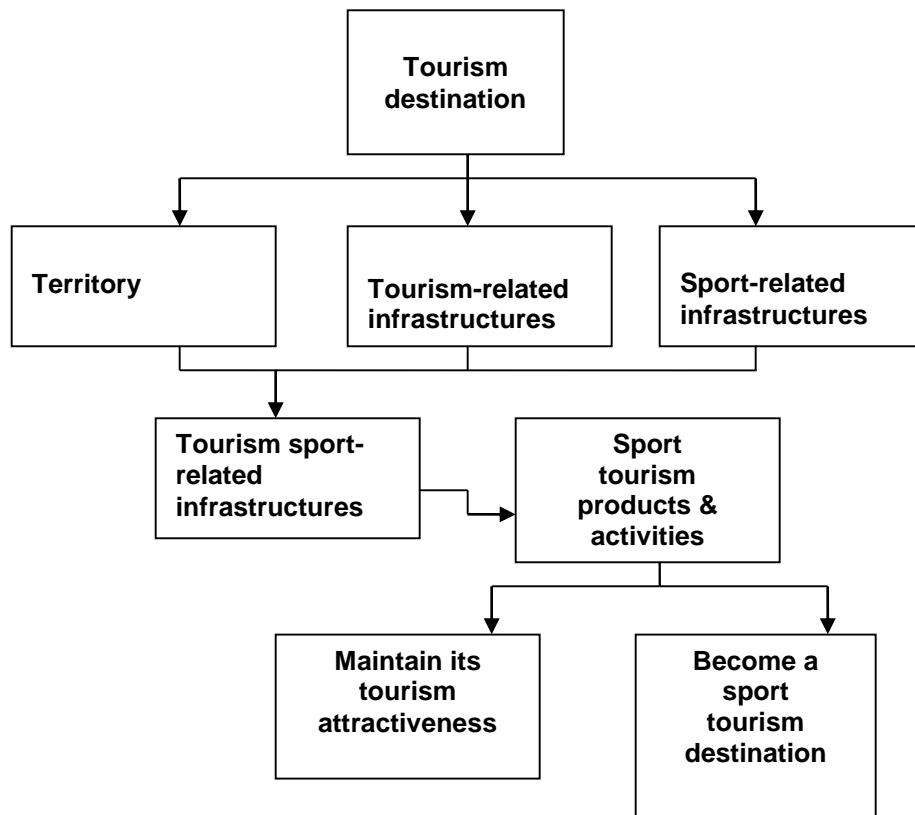 Tourism
destination
Territory
Tourism-related
infrastructures
Sport-related
infrastructures
Tourism sport-
related
infrastructures
Sport
tourism
products &
activities
Maintain its
tourism
attractiveness
Become a
sport
tourism
destination